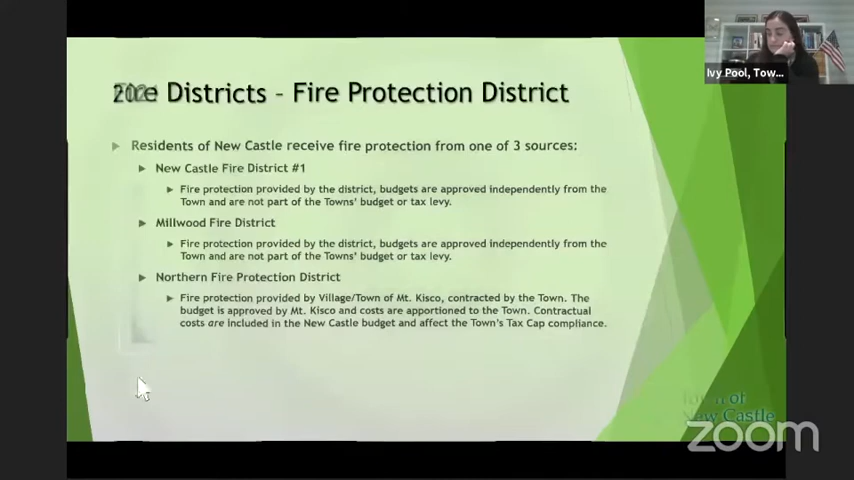 Ivy Pool, Tow...
Districts – Fire Protection District
Residents of New Castle receive fire protection from one of 3 sources:
New Castle Fire District #1
Fire protection provided by the district, budgets are approved independently from the
Town and are not part of the Towns' budget or tax levy.
Millwood Fire District
Fire protection provided by the district, budgets are approved independently from the
Town and are not part of the Towns' budget or tax levy.
Northern Fire Protection District
Fire protection provided by Village/Town of Mt. Kisco, contracted by the Town. The
budget is approved by Mt. Kisco and costs are apportioned to the Town. Contractual
costs are included in the New Castle budget and affect the Town's Tax Cap compliance.
Town of
New Castle
zoom